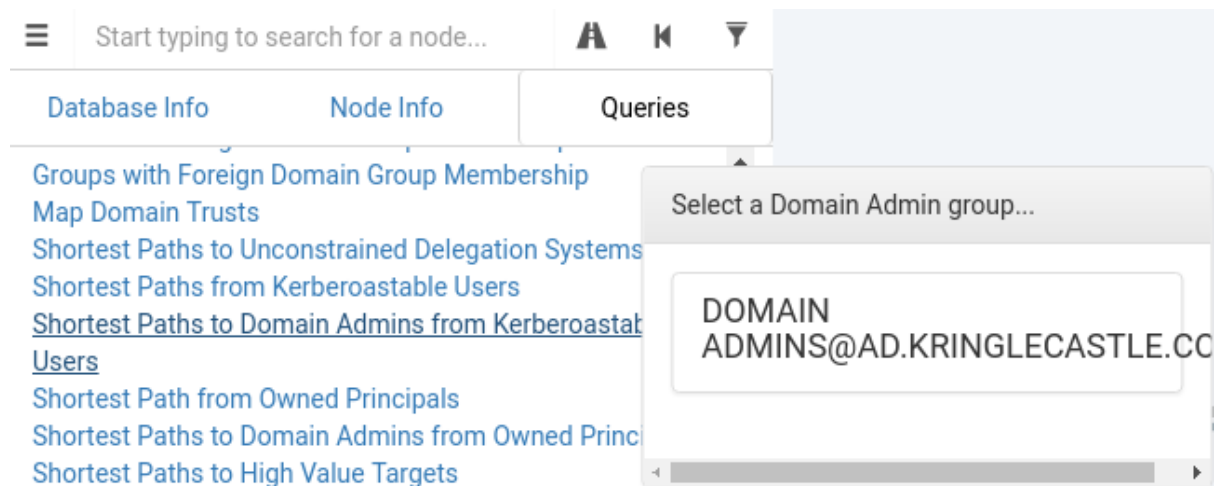 Start typing to search for a node...
Database Info Node Info Queries
Groups with Foreign Domain Group Membership
Map Domain Trusts
Shortest Paths to Unconstrained Delegation Systems
Shortest Paths from Kerberoastable Users
Shortest Paths to Domain Admins from
Users
Shortest Path from Owned Principals
Shortest Paths to Domain Admins from Owned
Shortest Paths to High Value Targets
Select a Domain Admin group...
DOMAIN
ADMINS@AD.KRINGLECASTLE.CO